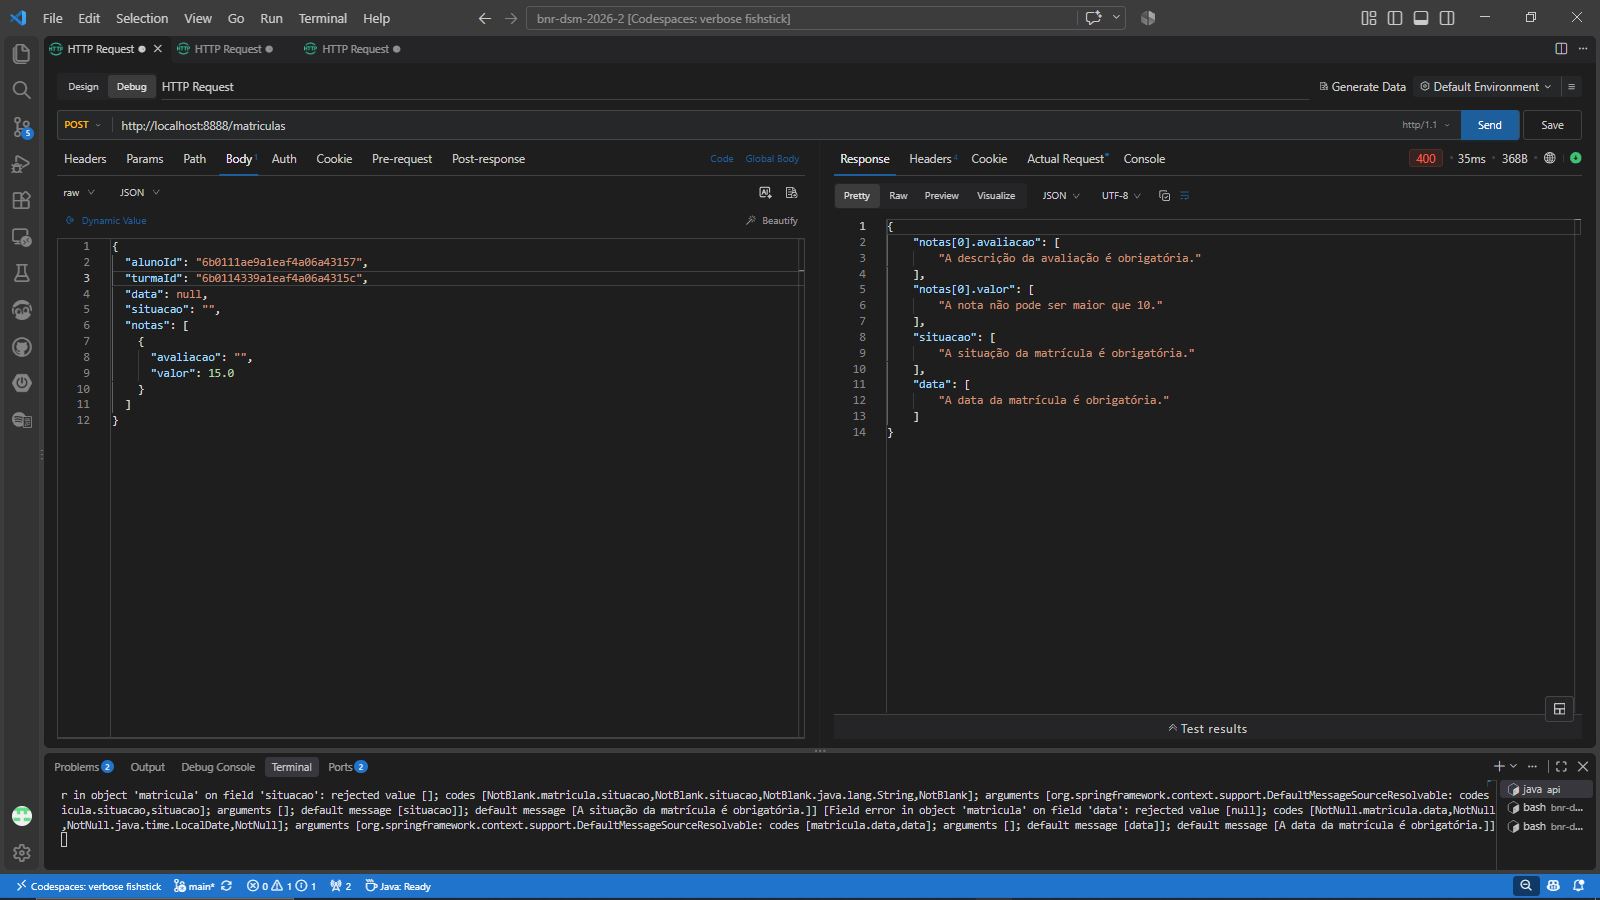 File Edit Selection View Go Run Terminal Help
bnr-dsm-2026-2 [Codespaces: verbose fishstick]
HTTP Request HTTP Request HTTP Request
Design Debug HTTP Request
Generate Data Default Environment
POST http://localhost:8888/matriculas http/1.1 Send Save
Headers Params Path Body 1 Auth Cookie Pre-request Post-response Code Global Body
raw JSON
Dynamic Value Beautify
1 {
2 "alunoId": "6b0111ae9a1eaf4a06a43157",
3 "turmaId": "6b0114339a1eaf4a06a4315c",
4 "data": null,
5 "situacao": "",
6 "notas": [
7 {
8 "avaliacao": "",
9 "valor": 15.0
10 }
11 ]
12 }
Response Headers 4 Cookie Actual Request Console 400 35ms 368B
Pretty Raw Preview Visualize JSON UTF-8
1 {
2 "notas[0].avaliacao": [
3 "A descrição da avaliação é obrigatória."
4 ],
5 "notas[0].valor": [
6 "A nota não pode ser maior que 10."
7 ],
8 "situacao": [
9 "A situação da matrícula é obrigatória."
10 ],
11 "data": [
12 "A data da matrícula é obrigatória."
13 ]
14 }
Test results
Problems 2 Output Debug Console Terminal Ports 2
r in object 'matricula' on field 'situacao': rejected value []; codes [NotBlank.matricula.situacao,NotBlank.situacao,NotBlank.java.lang.String,NotBlank]; arguments [org.springframework.context.support.DefaultMessageSourceResolvable: codes
icula.situacao,situacao]; arguments []; default message [situacao]]; default message [A situação da matrícula é obrigatória.]] [Field error in object 'matricula' on field 'data': rejected value [null]; codes [NotNull.matricula.data,NotNull
,NotNull.java.time.LocalDate,NotNull]; arguments [org.springframework.context.support.DefaultMessageSourceResolvable: codes [matricula.data,data]; arguments []; default message [data]]; default message [A data da matrícula é obrigatória.]]
java api
bash bnr-d...
bash bnr-d...
5
Codespaces: verbose fishstick main* 0 1 1 2 Java: Ready